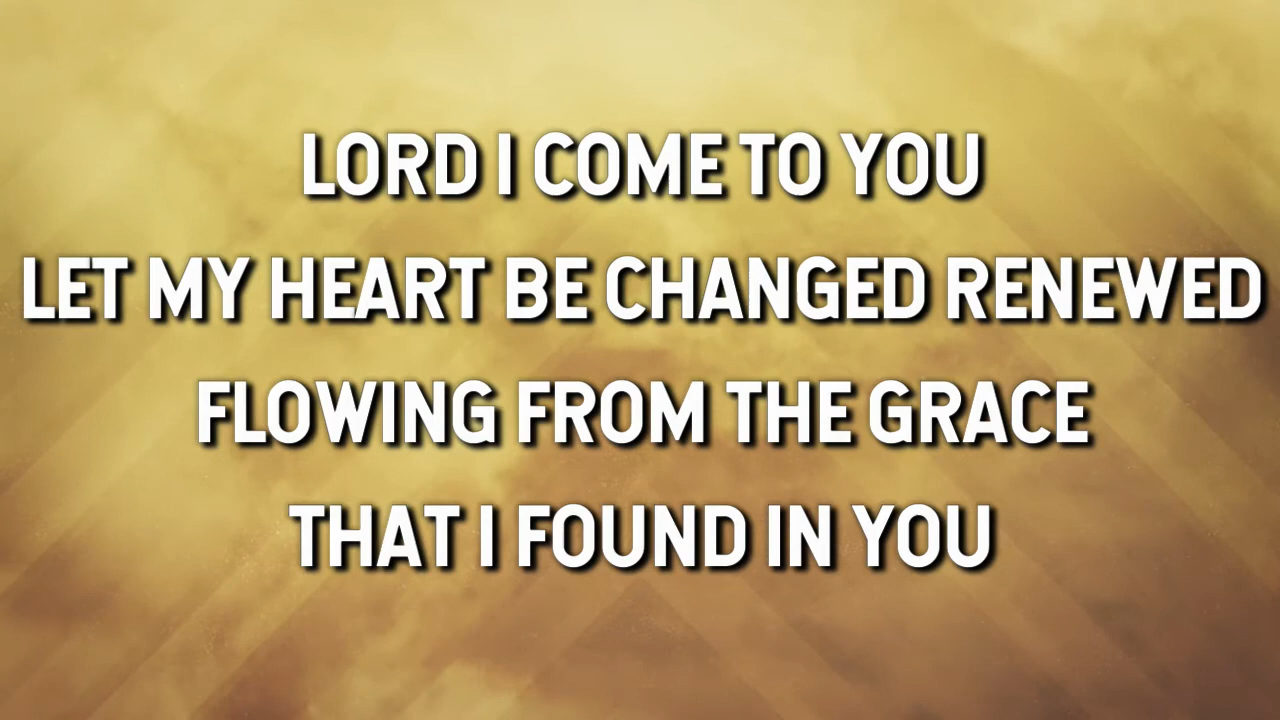 LORD I COME TO YOU
LET MY HEART BE CHANGED RENEWED
FLOWING FROM THE GRACE
THAT I FOUND IN YOU